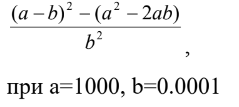 (a−b)² −(a² −2ab)
b²
,
при a=1000, b=0.0001